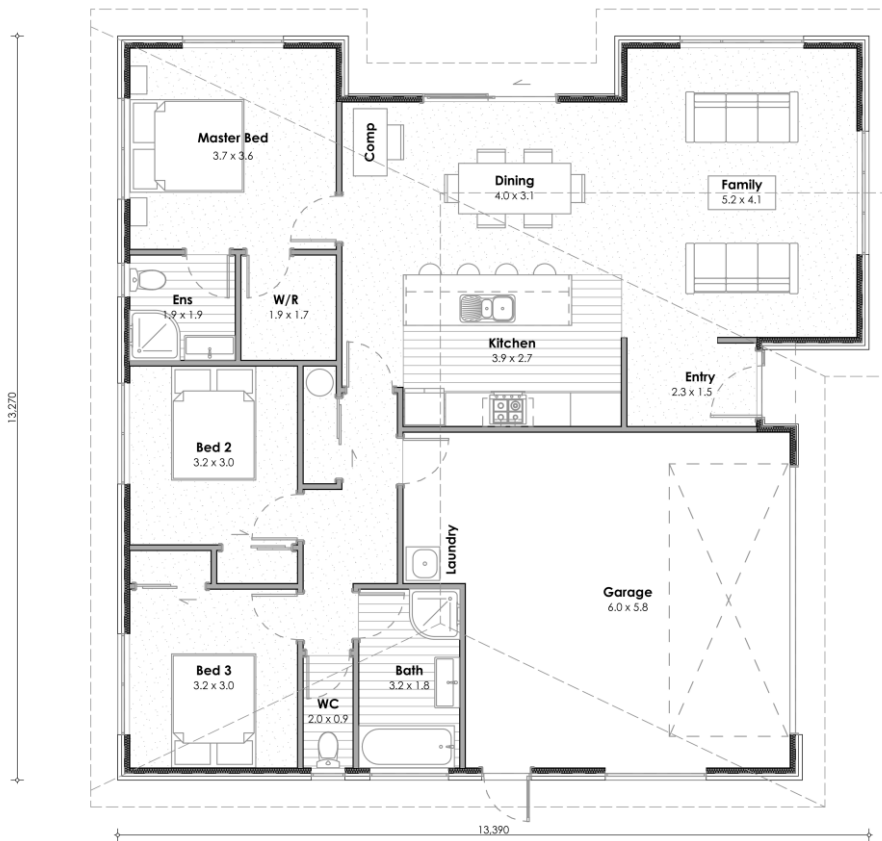 Master Bed
3.7 x 3.6
Comp
Dining
4.0 x 3.1
Family
5.2 x 4.1
Ens
1.9 x 1.9
W/R
1.9 x 1.7
Kitchen
3.9 x 2.7
Entry
2.3 x 1.5
13,270
Bed 2
3.2 x 3.0
Laundry
Garage
6.0 x 5.8
Bed 3
3.2 x 3.0
WC
2.0 x 0.9
Bath
3.2 x 1.8
13,390